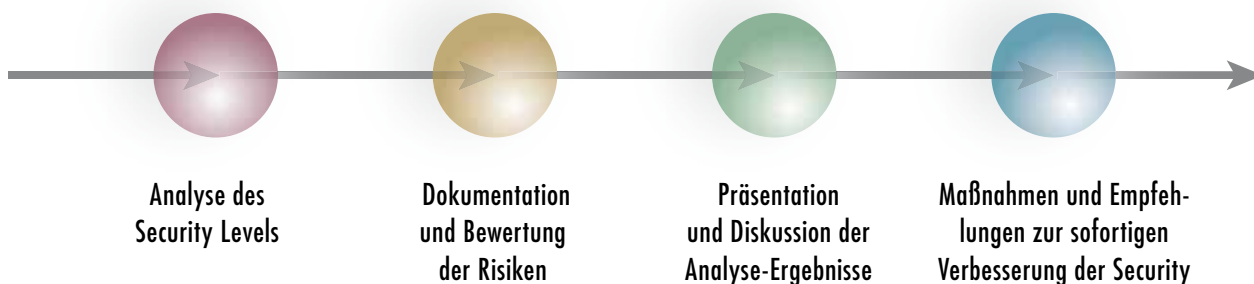 Analyse des
Security Levels
Dokumentation
und Bewertung
der Risiken
Präsentation
und Diskussion der
Analyse-Ergebnisse
Maßnahmen und Empfeh-
lungen zur sofortigen
Verbesserung der Security